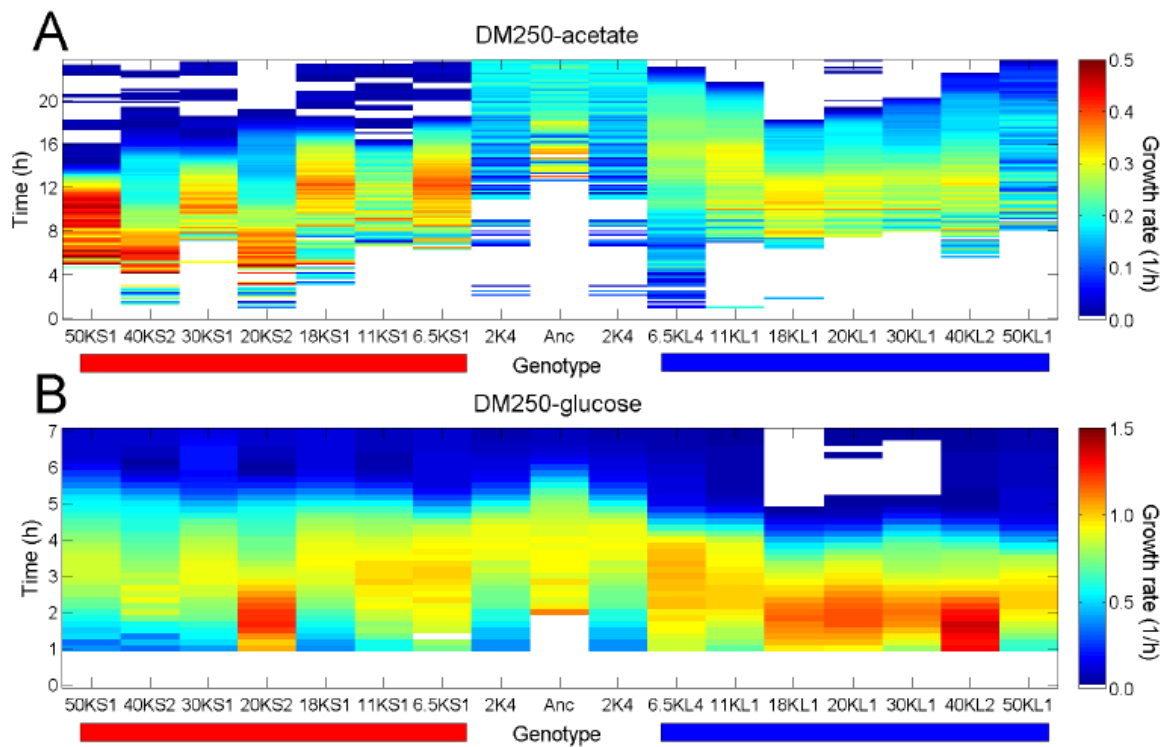 A
DM250-acetate
Time (h)
20
16
12
8
4
0
50KS1 40KS2 30KS1 20KS2 18KS1 11KS1 6.5KS1 2K4 Anc 2K4 6.5KL4 11KL1 18KL1 20KL1 30KL1 40KL2 50KL1
Genotype
0.5
0.4
0.3
0.2
0.1
0.0
Growth rate (1/h)
B
DM250-glucose
Time (h)
7
6
5
4
3
2
1
0
50KS1 40KS2 30KS1 20KS2 18KS1 11KS1 6.5KS1 2K4 Anc 2K4 6.5KL4 11KL1 18KL1 20KL1 30KL1 40KL2 50KL1
Genotype
1.5
1.0
0.5
0.0
Growth rate (1/h)